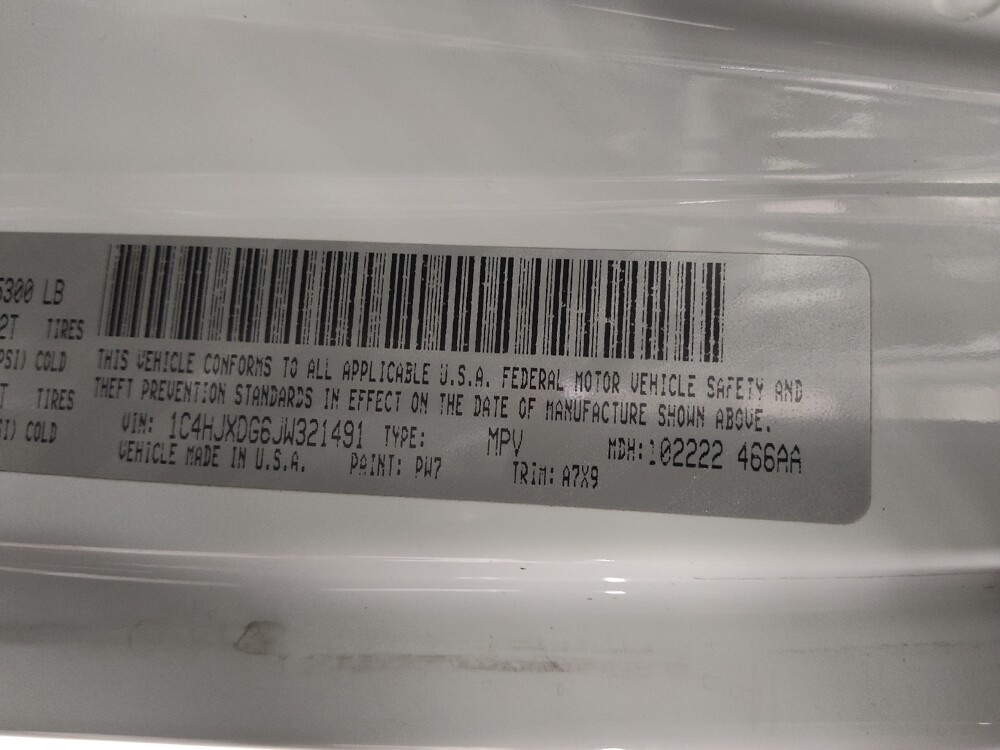 5300 LB
2T TIRES
PSI) COLD
T TIRES
SI) COLD
THIS VEHICLE CONFORMS TO ALL APPLICABLE U.S.A. FEDERAL MOTOR VEHICLE SAFETY AND
THEFT PREVENTION STANDARDS IN EFFECT ON THE DATE OF MANUFACTURE SHOWN ABOVE.
VIN: 1C4HJXDG6JW321491 TYPE: MPV MDH:102222 466AA
VEHICLE MADE IN U.S.A. PAINT: PW7 TRIM: A7X9